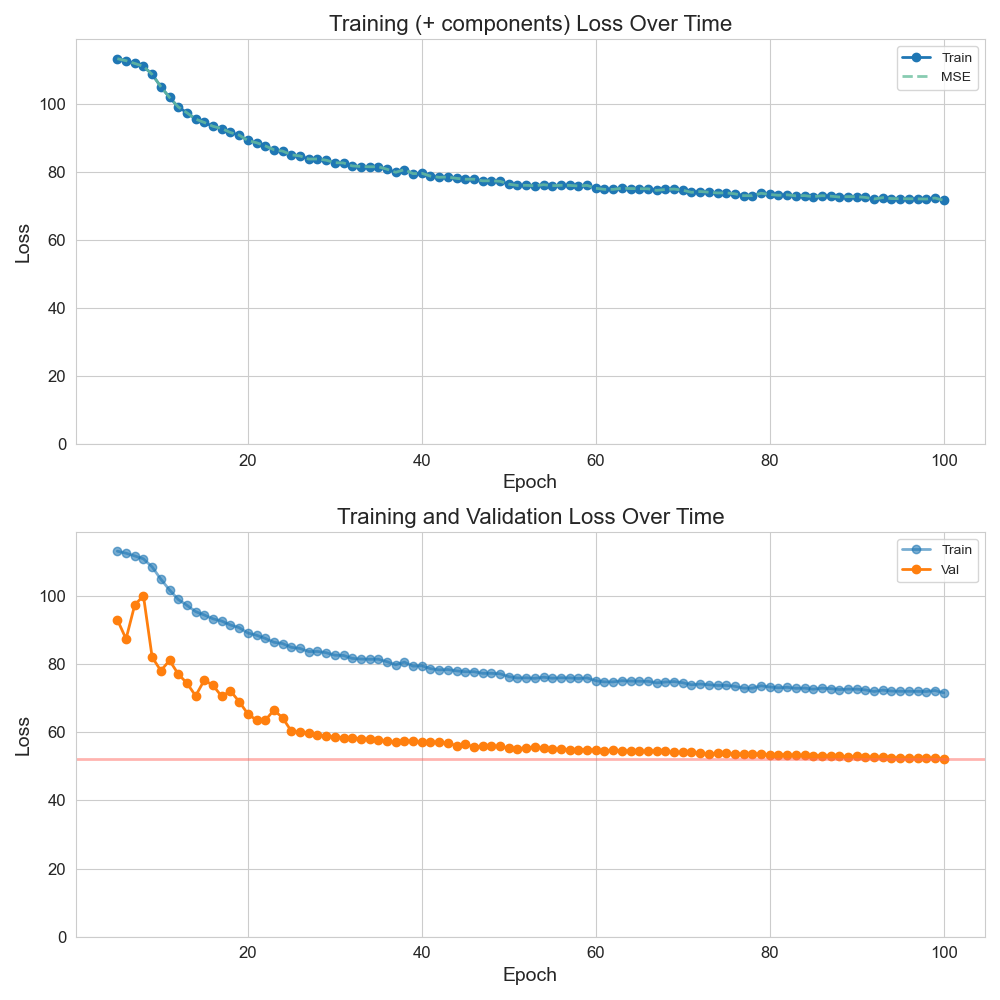 Training (+ components) Loss Over Time
Train
MSE
Loss
100
80
60
40
20
0
20 40 60 80 100
Epoch
Training and Validation Loss Over Time
Train
Val
Loss
100
80
60
40
20
0
20 40 60 80 100
Epoch